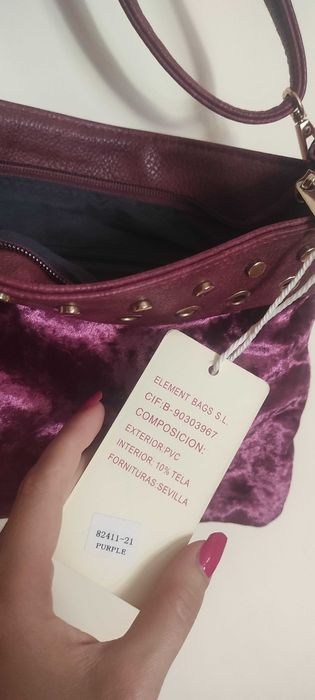 ELEMENT BAGS S.L.
CIF:B-90303967
COMPOSICION:
EXTERIOR:PVC
INTERIOR, 10% TELA
FORNITURAS:SEVILLA
82411-21
PURPLE